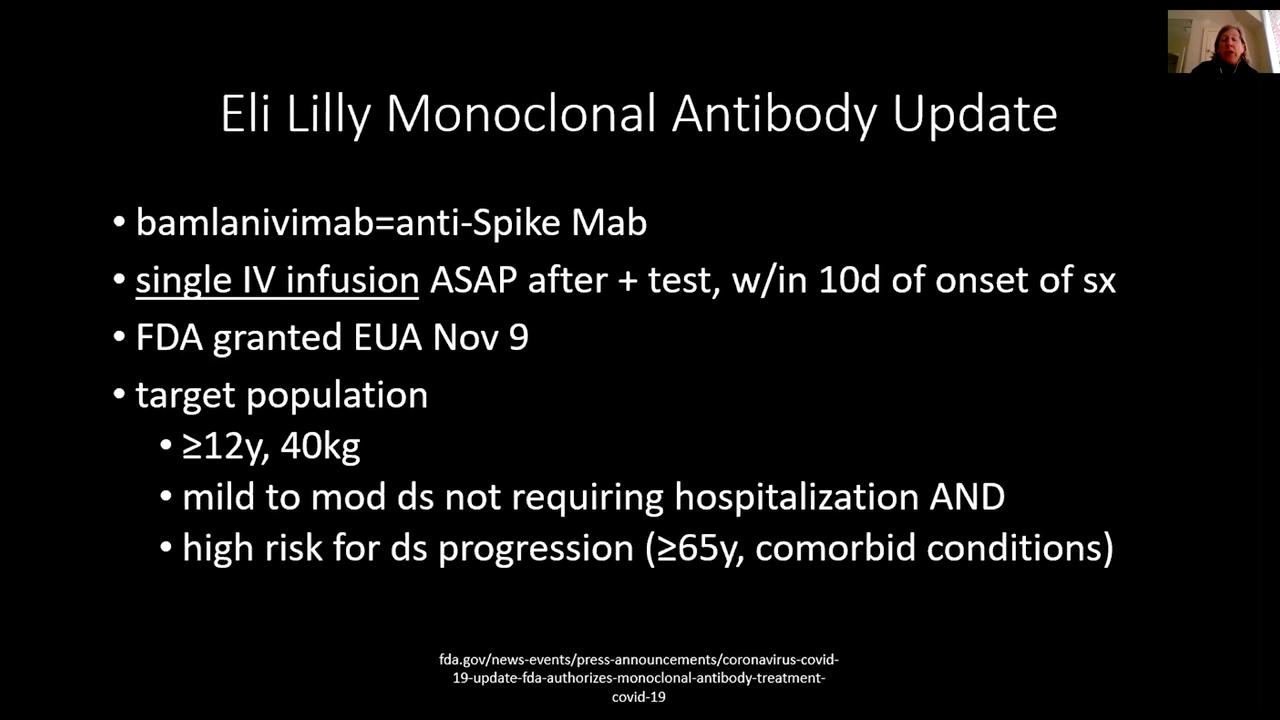 Eli Lilly Monoclonal Antibody Update
• bamlanivimab=anti-Spike Mab
• single IV infusion ASAP after + test, w/in 10d of onset of sx
• FDA granted EUA Nov 9
• target population
• ≥12y, 40kg
• mild to mod ds not requiring hospitalization AND
• high risk for ds progression (≥65y, comorbid conditions)
fda.gov/news-events/press-announcements/coronavirus-covid-
19-update-fda-authorizes-monoclonal-antibody-treatment-
covid-19